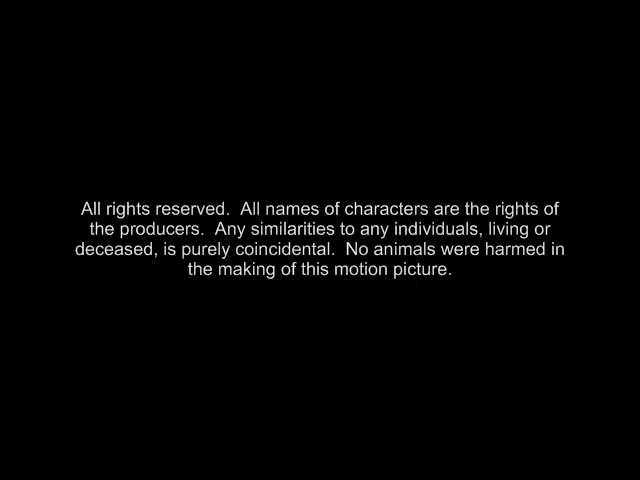 All rights reserved.  All names of characters are the rights of
the producers.  Any similarities to any individuals, living or
deceased, is purely coincidental.  No animals were harmed in
the making of this motion picture.